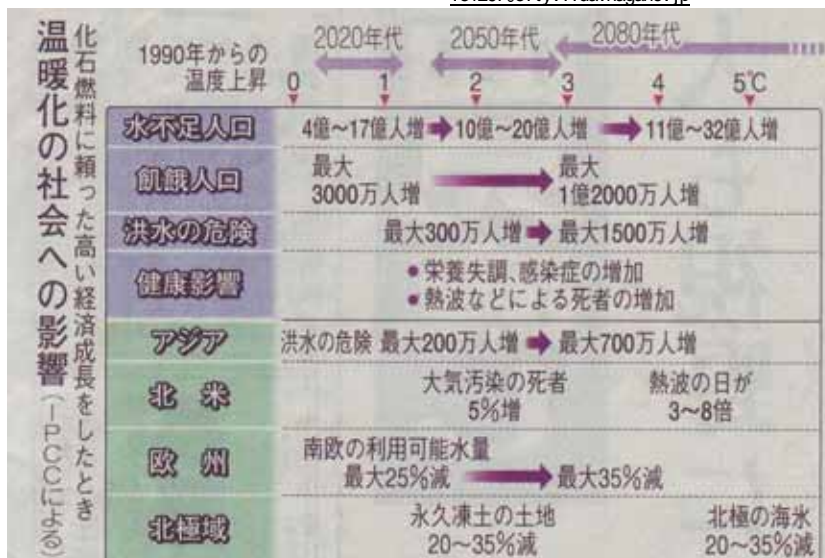 温暖化の社会への影響(IPCCによる)
化石燃料に頼った高い経済成長をしたとき
1990年からの
温度上昇
2020年代 2050年代 2080年代
0 1 2 3 4 5℃
水不足人口 4億〜17億人増➡10億〜20億人増➡11億〜32億人増
飢餓人口 最大
3000万人増 ➡ 最大
1億2000万人増
洪水の危険 最大300万人増➡最大1500万人増
健康影響 •栄養失調、感染症の増加
•熱波などによる死者の増加
アジア 洪水の危険 最大200万人増➡最大700万人増
北米 大気汚染の死者
5%増
熱波の日が
3〜8倍
欧州 南欧の利用可能水量
最大25%減 ➡ 最大35%減
北極域 永久凍土の土地
20〜35%減
北極の海氷
20〜35%減